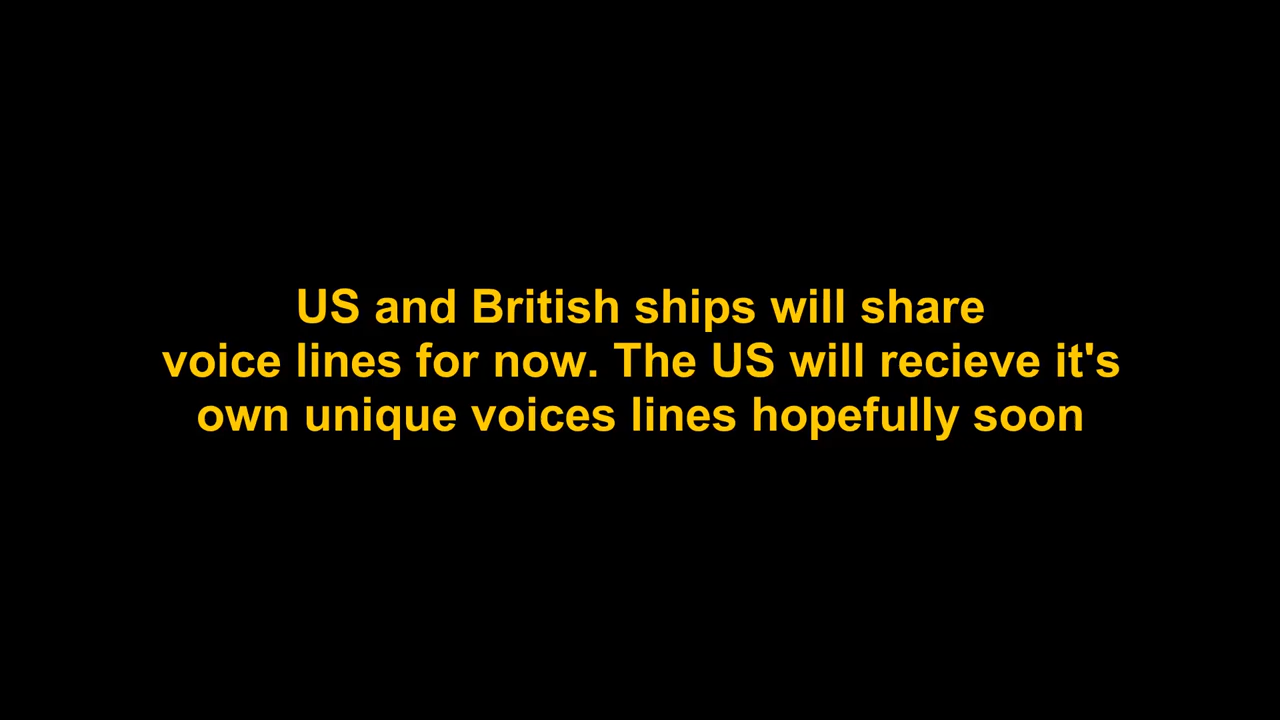 US and British ships will share
voice lines for now. The US will recieve it's
own unique voices lines hopefully soon